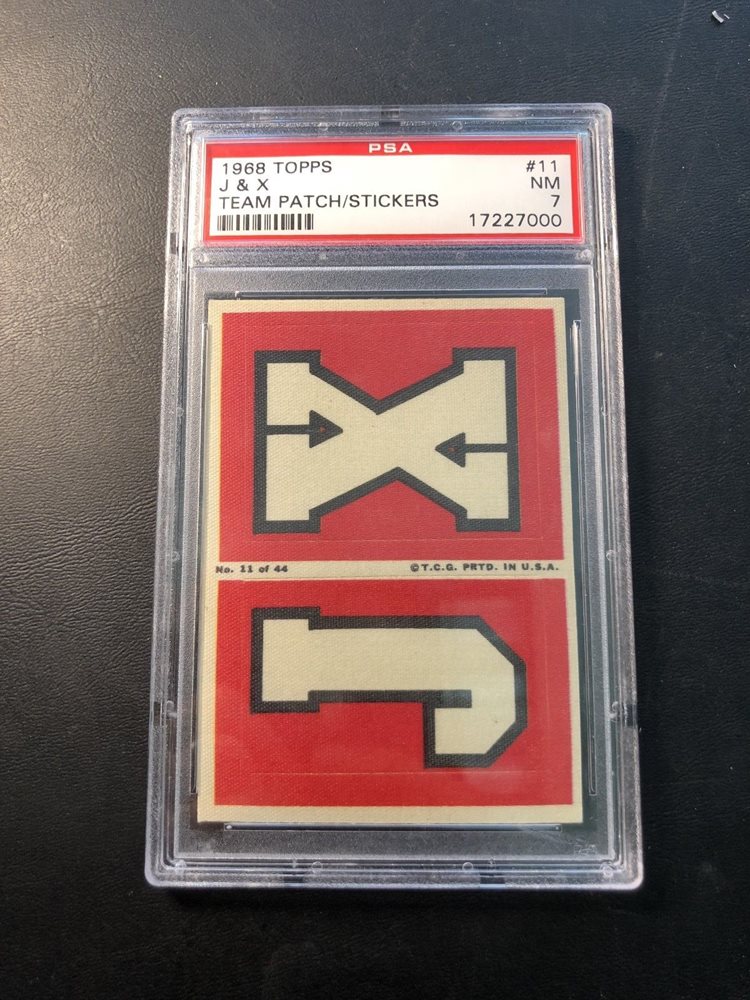 PSA
1968 TOPPS #11
J & X NM
TEAM PATCH/STICKERS 7
17227000
X
No. 11 of 44 ©T.C.G. PRTD. IN U.S.A.
J